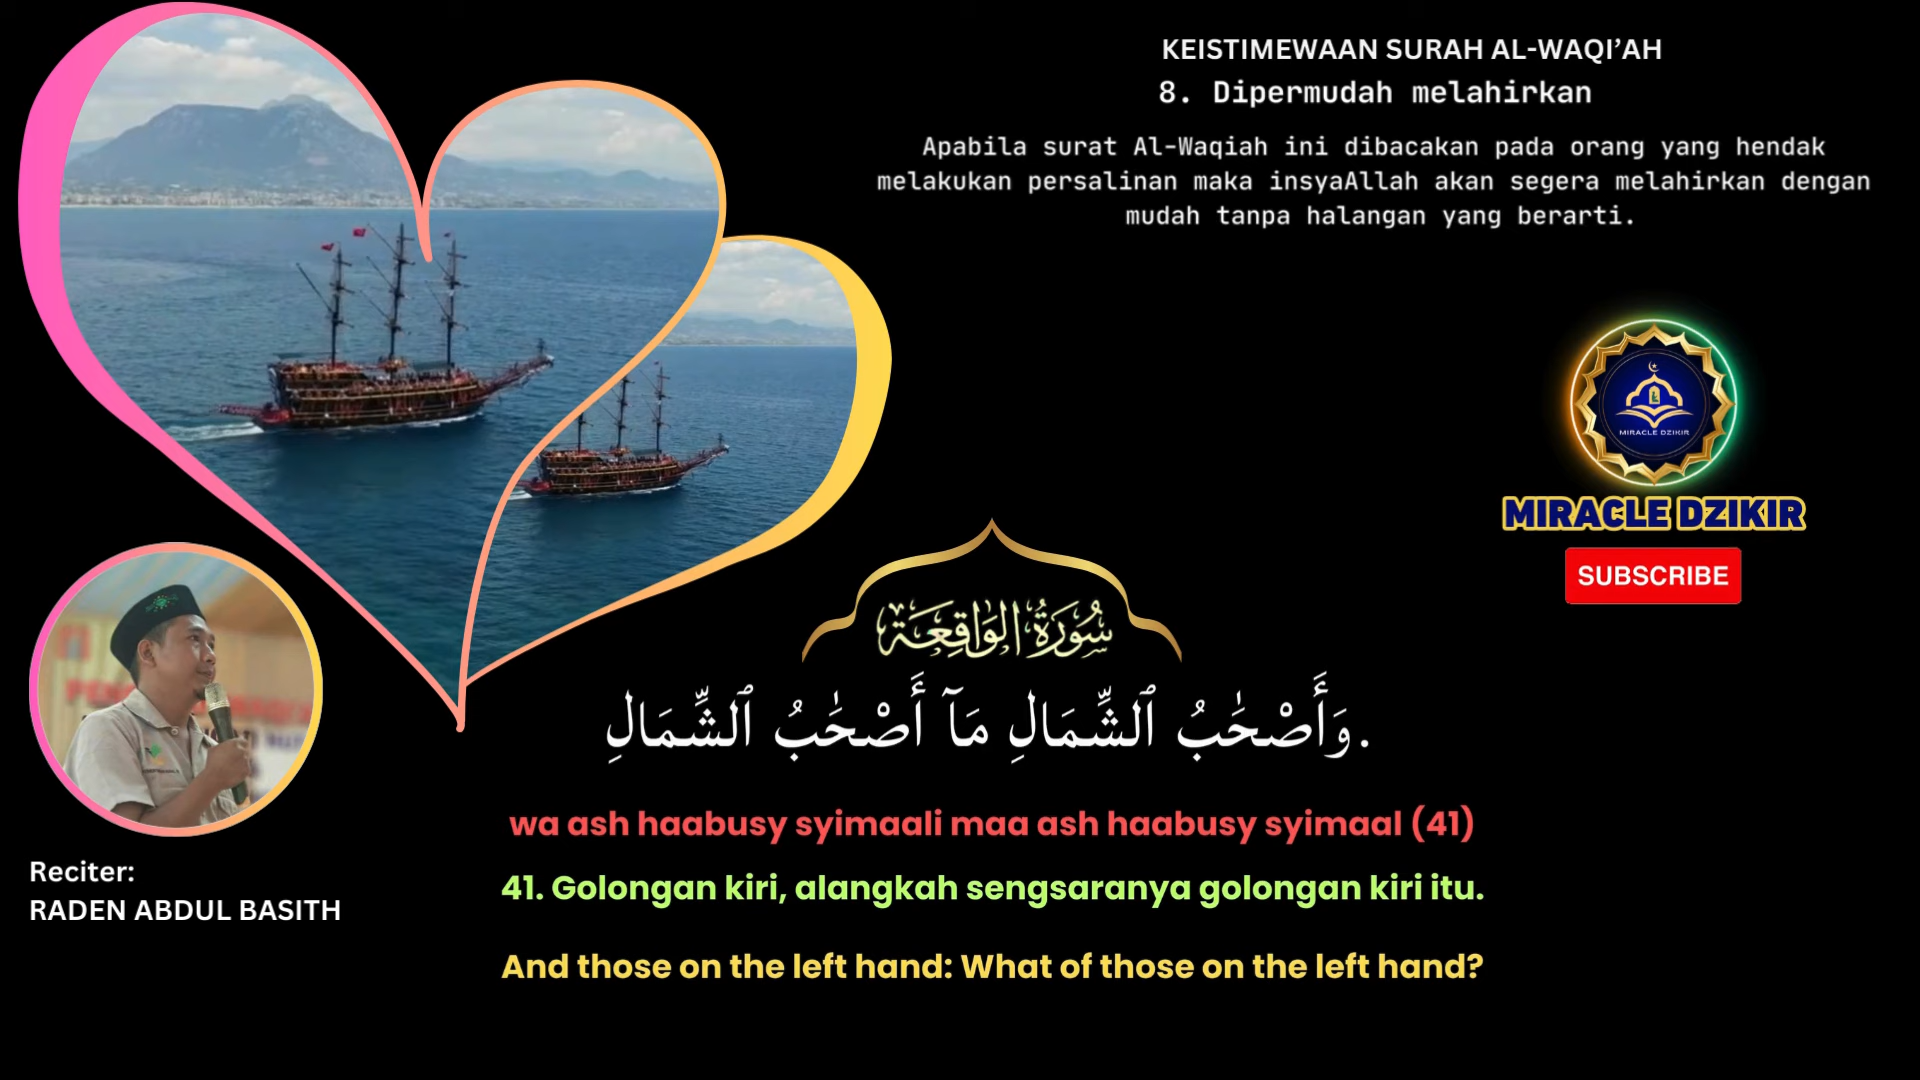 KEISTIMEWAAN SURAH AL-WAQI’AH
8. Dipermudah melahirkan
Apabila surat Al-Waqiah ini dibacakan pada orang yang hendak
melakukan persalinan maka insyaAllah akan segera melahirkan dengan
mudah tanpa halangan yang berarti.
MIRACLE DZIKIR
MIRACLE DZIKIR
SUBSCRIBE
سُورَةُ الوَاقِعَة
وَأَصْحَٰبُ ٱلشِّمَالِ مَآ أَصْحَٰبُ ٱلشِّمَالِ.
wa ash haabusy syimaali maa ash haabusy syimaal (41)
41. Golongan kiri, alangkah sengsaranya golongan kiri itu.
And those on the left hand: What of those on the left hand?
Reciter:
RADEN ABDUL BASITH